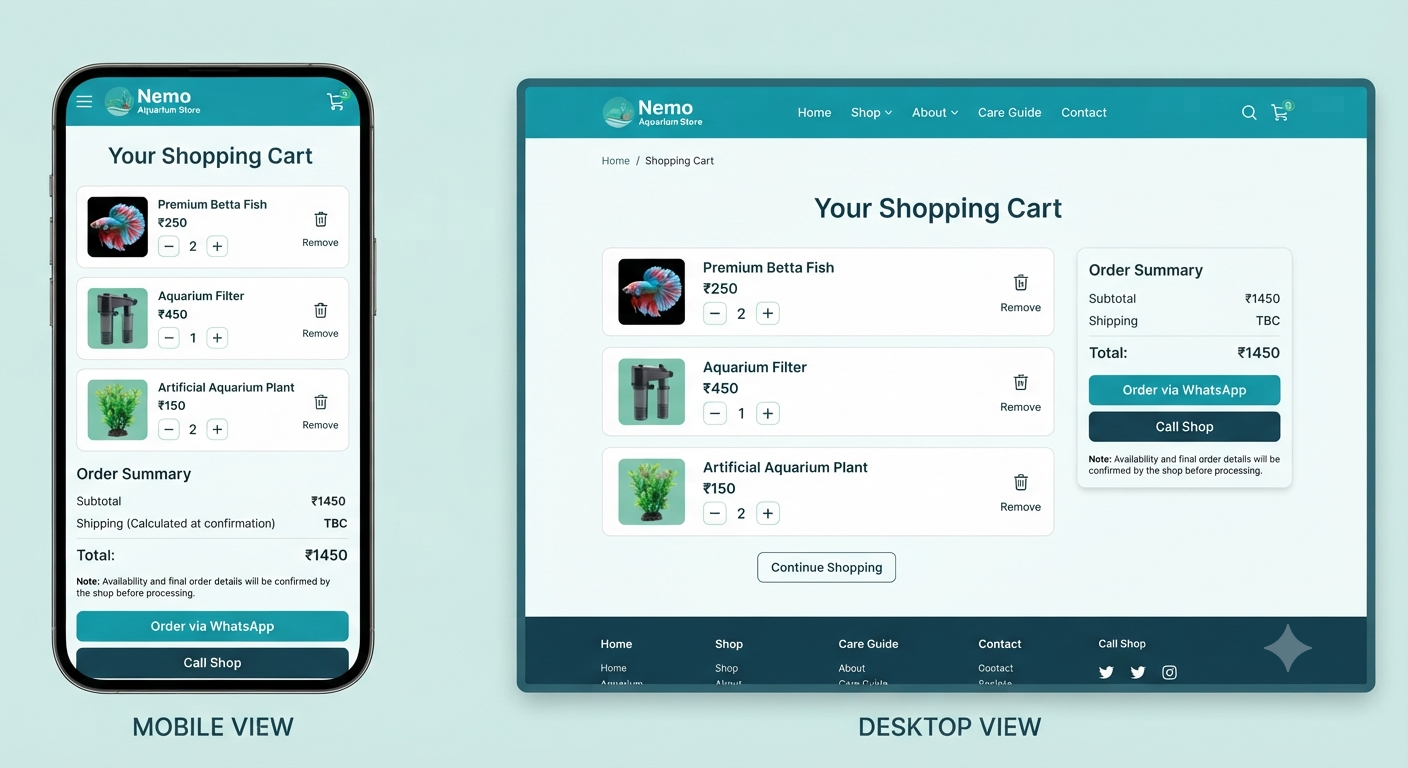 Nemo
Aquarium Store
Your Shopping Cart
Premium Betta Fish
₹250
2
Remove
Aquarium Filter
₹450
1
Remove
Artificial Aquarium Plant
₹150
2
Remove
Order Summary
Subtotal ₹1450
Shipping (Calculated at confirmation) TBC
Total: ₹1450
Note: Availability and final order details will be confirmed by
the shop before processing.
Order via WhatsApp
Call Shop
MOBILE VIEW
Nemo
Aqoarium Store
Home Shop About Care Guide Contact
Home / Shopping Cart
Your Shopping Cart
Premium Betta Fish
₹250
2
Remove
Aquarium Filter
₹450
1
Remove
Artificial Aquarium Plant
₹150
2
Remove
Continue Shopping
Order Summary
Subtotal ₹1450
Shipping TBC
Total: ₹1450
Order via WhatsApp
Call Shop
Note: Availability and final order details will be
confirmed by the shop before processing.
Home Shop Care Guide Contact Call Shop
Home Shop About Cootact
DESKTOP VIEW